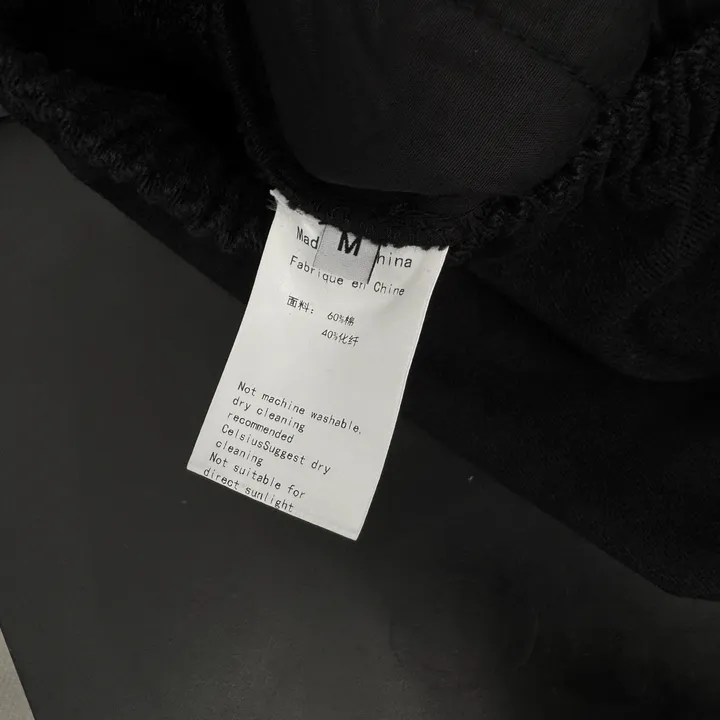 M
Mad hina
Fabrique en Chine
面料： 60%棉
40%化纤
Not machine washable,
dry cleaning
recommended
CelsiusSuggest dry
cleaning
Not suitable for
direct sunlight